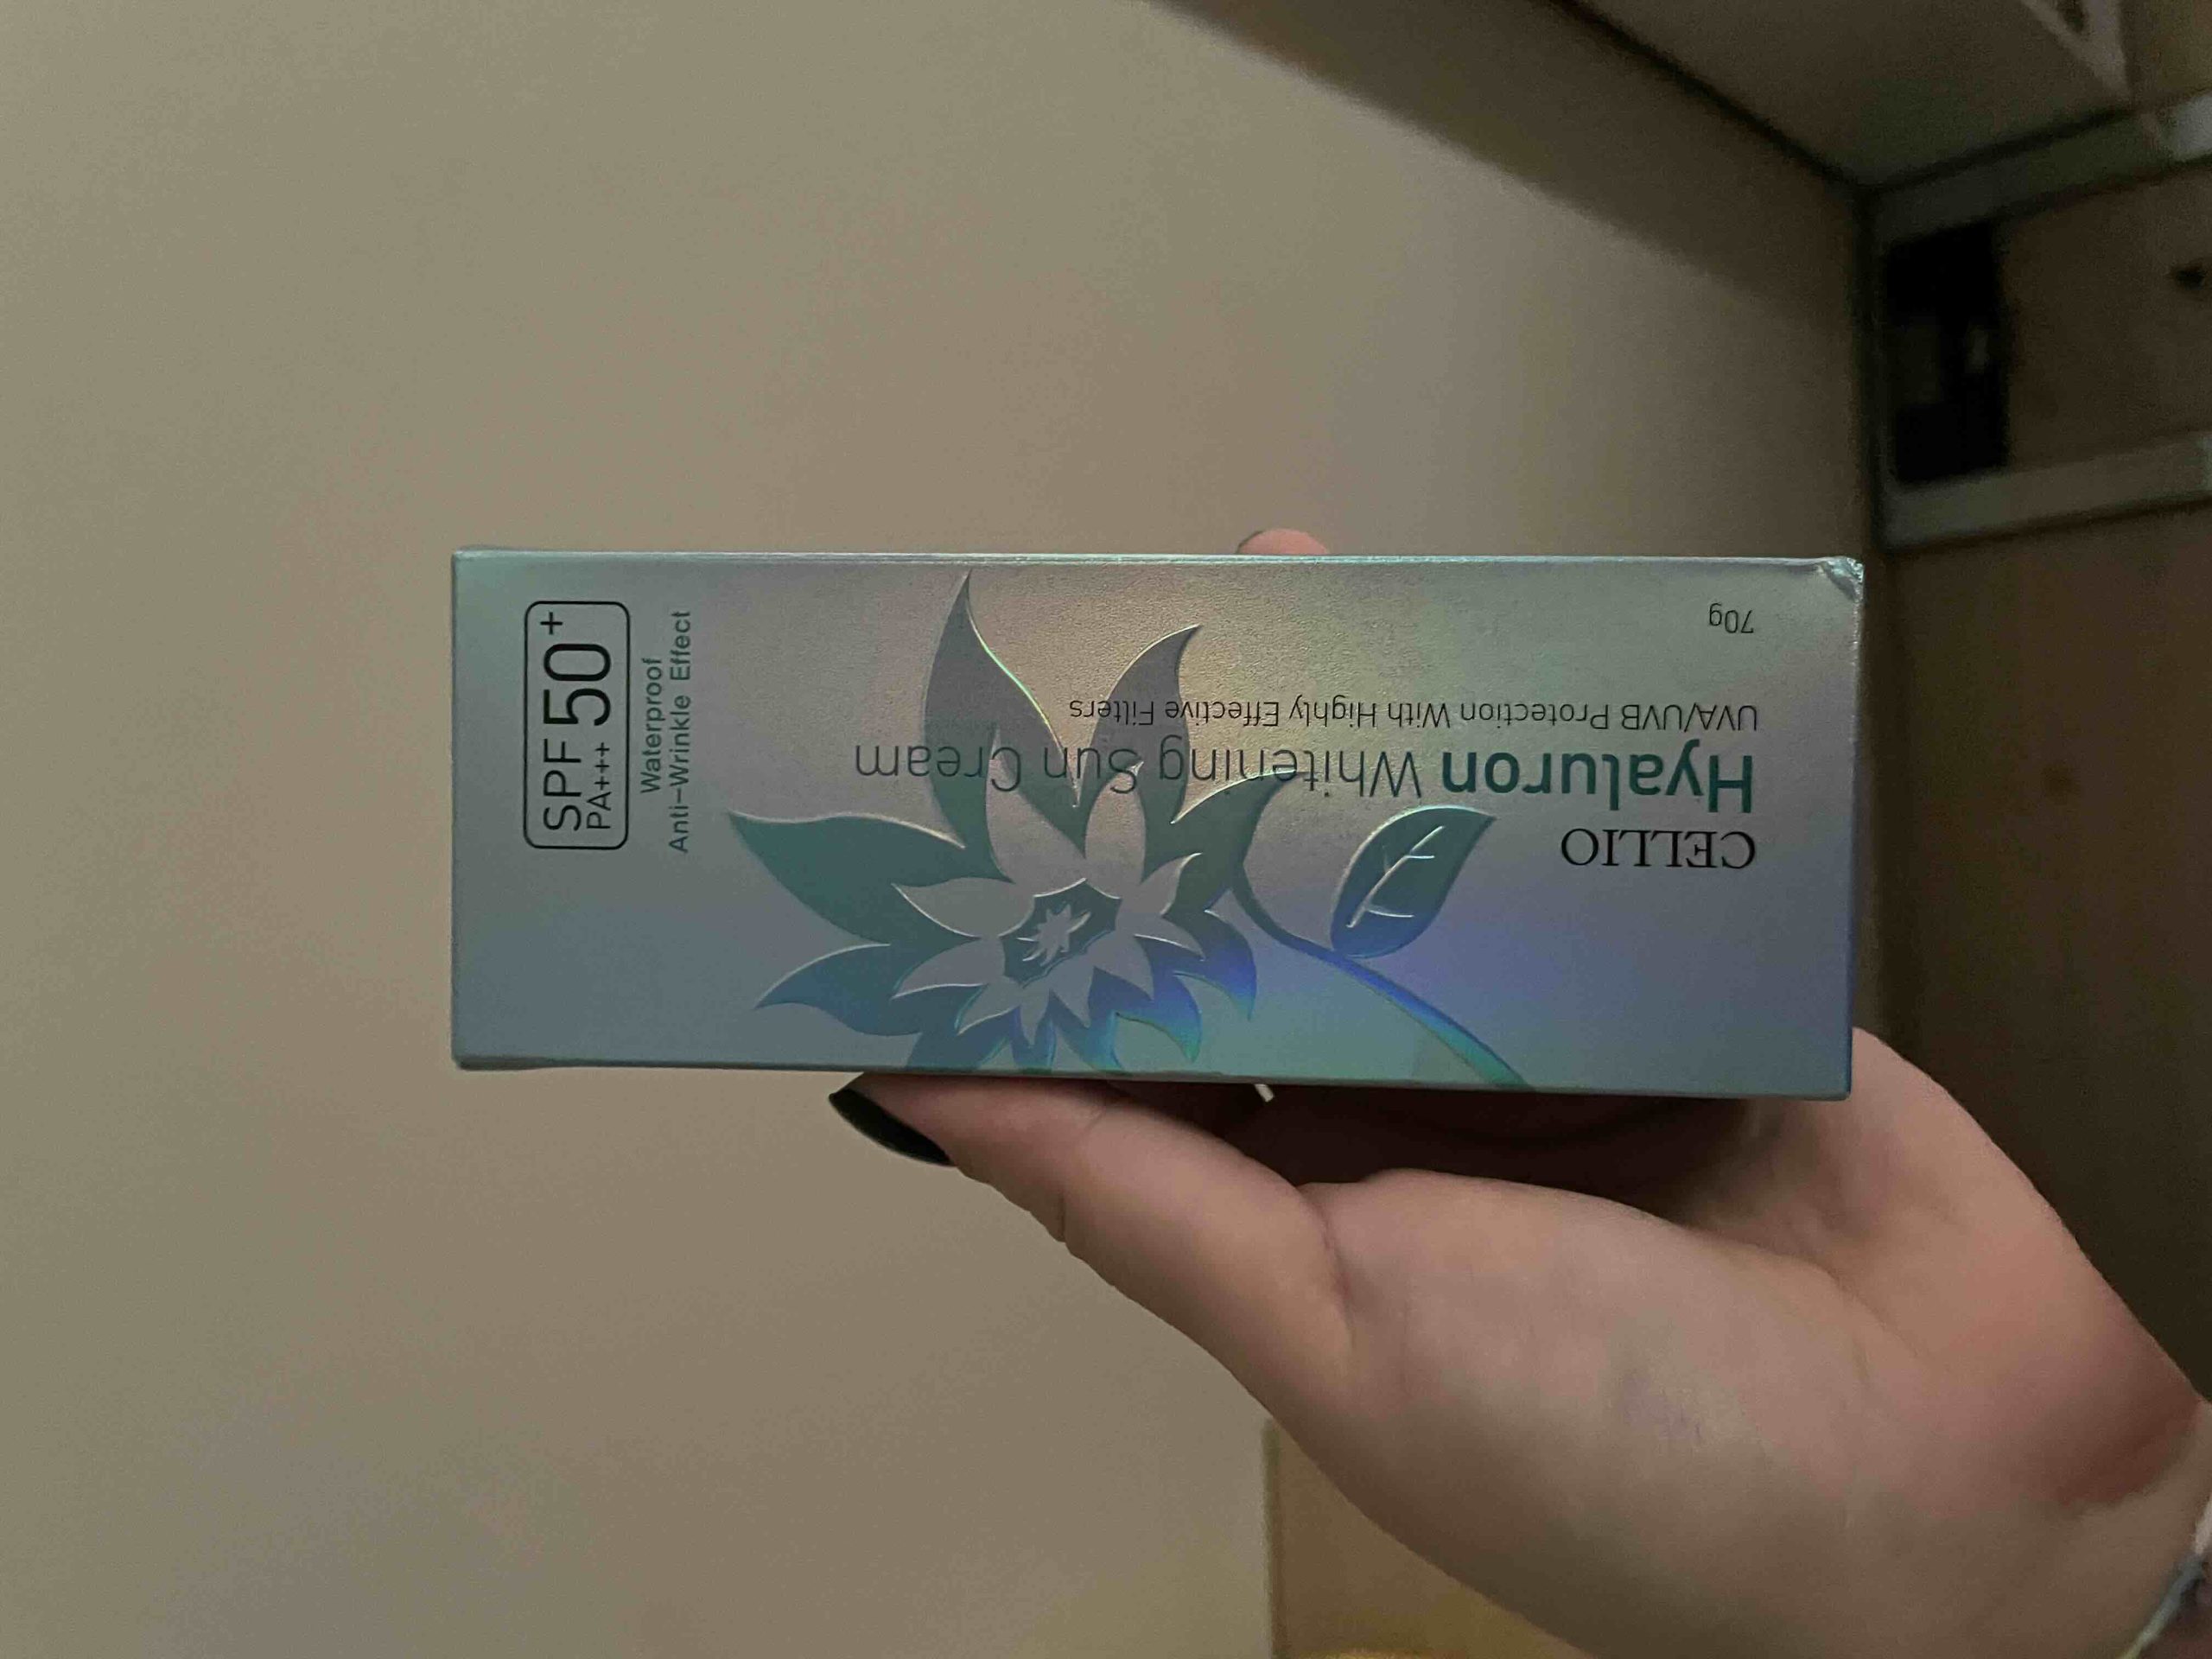 SPF 50+
PA+++
Waterproof
Anti-Wrinkle Effect
CELLIO
Hyaluron Whitening Sun Cream
UVA/UVB Protection With Highly Effective Filters
70g